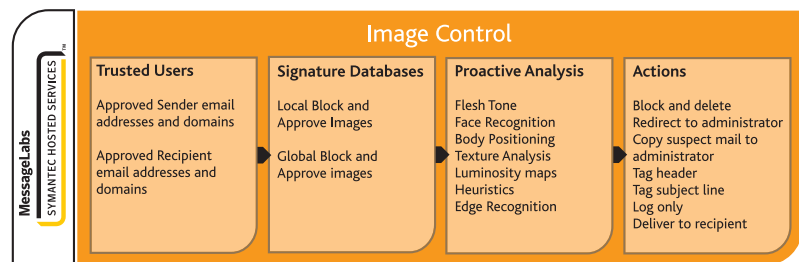 MessageLabs
SYMANTEC HOSTED SERVICES™
Image Control
Trusted Users
Approved Sender email
addresses and domains
Approved Recipient
email addresses and
domains
Signature Databases
Local Block and
Approve Images
Global Block and
Approve images
Proactive Analysis
Flesh Tone
Face Recognition
Body Positioning
Texture Analysis
Luminosity maps
Heuristics
Edge Recognition
Actions
Block and delete
Redirect to administrator
Copy suspect mail to
administrator
Tag header
Tag subject line
Log only
Deliver to recipient